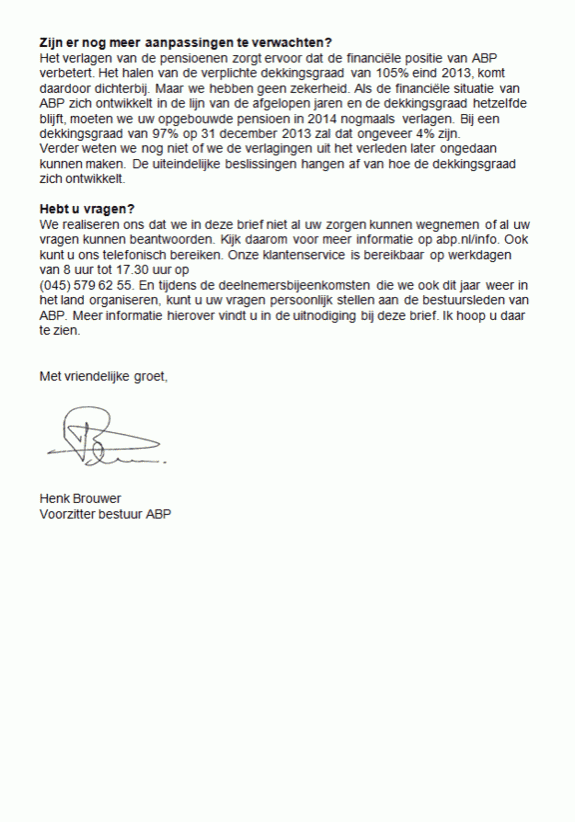 Zijn er nog meer aanpassingen te verwachten?
Het verlagen van de pensioenen zorgt ervoor dat de financiële positie van ABP
verbetert. Het halen van de verplichte dekkingsgraad van 105% eind 2013, komt
daardoor dichterbij. Maar we hebben geen zekerheid. Als de financiële situatie van
ABP zich ontwikkelt in de lijn van de afgelopen jaren en de dekkingsgraad hetzelfde
blijft, moeten we uw opgebouwde pensioen in 2014 nogmaals verlagen. Bij een
dekkingsgraad van 97% op 31 december 2013 zal dat ongeveer 4% zijn.
Verder weten we nog niet of we de verlagingen uit het verleden later ongedaan
kunnen maken. De uiteindelijke beslissingen hangen af van hoe de dekkingsgraad
zich ontwikkelt.
Hebt u vragen?
We realiseren ons dat we in deze brief niet al uw zorgen kunnen wegnemen of al uw
vragen kunnen beantwoorden. Kijk daarom voor meer informatie op abp.nl/info. Ook
kunt u ons telefonisch bereiken. Onze klantenservice is bereikbaar op werkdagen
van 8 uur tot 17.30 uur op
(045) 579 62 55. En tijdens de deelnemersbijeenkomsten die we ook dit jaar weer in
het land organiseren, kunt u uw vragen persoonlijk stellen aan de bestuursleden van
ABP. Meer informatie hierover vindt u in de uitnodiging bij deze brief. Ik hoop u daar
te zien.
Met vriendelijke groet,
Henk Brouwer
Voorzitter bestuur ABP